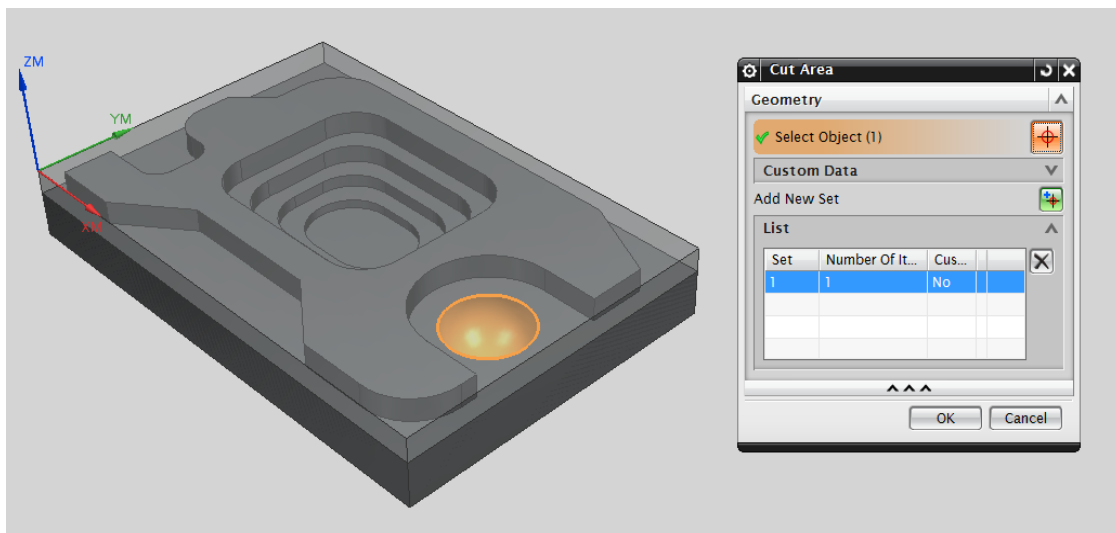 ZM
YM
XM
Cut Area
Geometry
Select Object (1)
Custom Data
Add New Set
List
Set Number Of It... Cus...
1 1 No
OK Cancel